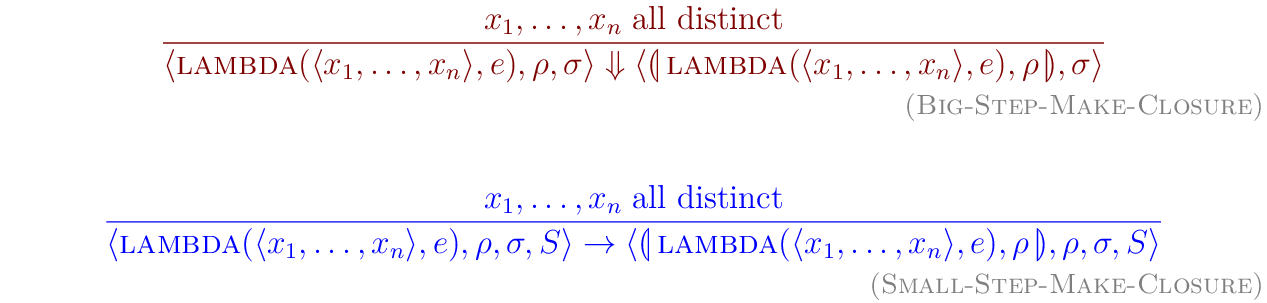 x₁, . . . , xₙ all distinct
⟨LAMBDA(⟨x₁, . . . , xₙ⟩, e), ρ, σ⟩ ⇓ ⟨⦇LAMBDA(⟨x₁, . . . , xₙ⟩, e), ρ⦈, σ⟩
(BIG-STEP-MAKE-CLOSURE)
x₁, . . . , xₙ all distinct
⟨LAMBDA(⟨x₁, . . . , xₙ⟩, e), ρ, σ, S⟩ → ⟨⦇LAMBDA(⟨x₁, . . . , xₙ⟩, e), ρ⦈, ρ, σ, S⟩
(SMALL-STEP-MAKE-CLOSURE)